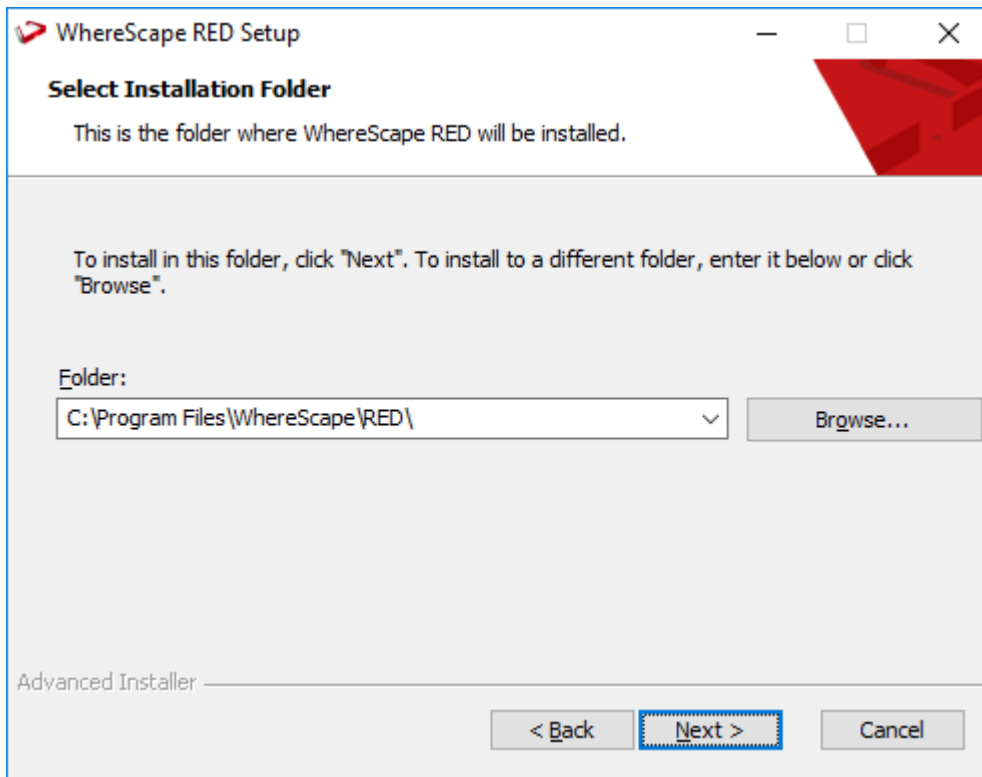 WhereScape RED Setup
Select Installation Folder
This is the folder where WhereScape RED will be installed.
To install in this folder, click "Next". To install to a different folder, enter it below or click
"Browse".
Folder:
C:\Program Files\WhereScape\RED\
Browse...
Advanced Installer
< Back
Next >
Cancel